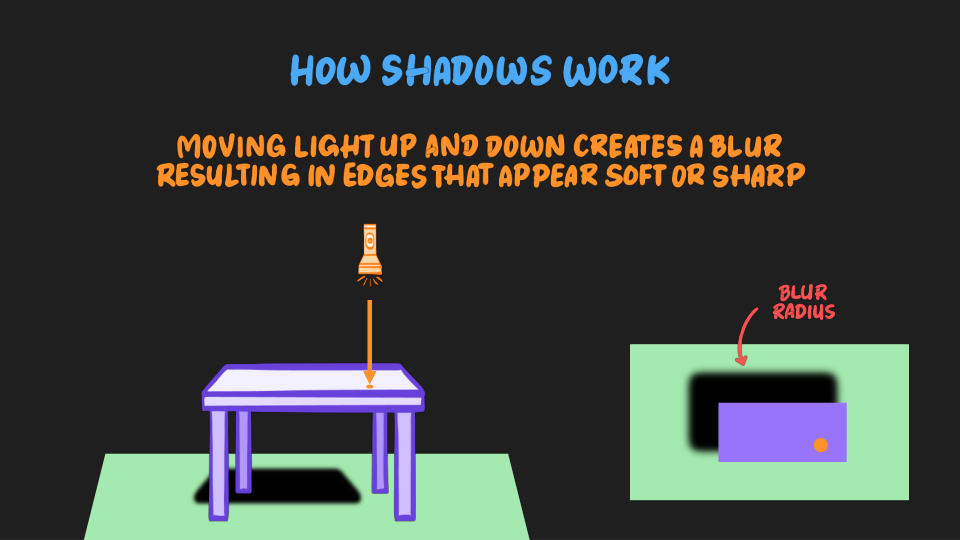 HOW SHADOWS WORK
MOVING LIGHT UP AND DOWN CREATES A BLUR
RESULTING IN EDGES THAT APPEAR SOFT OR SHARP
BLUR
RADIUS